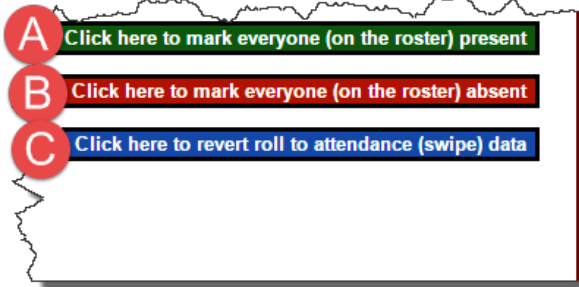 A Click here to mark everyone (on the roster) present
B Click here to mark everyone (on the roster) absent
C Click here to revert roll to attendance (swipe) data